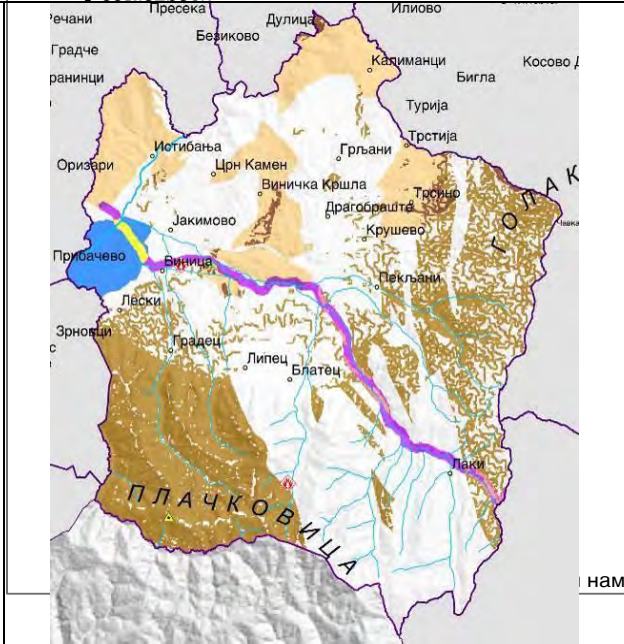 Пресека
Дулица
Илиово
Речани
Безиково
Градче
Калиманци
Косово
Бигла
ранинци
Турија
Трстија
Истибања
Грљани
Оризари
Црн Камен
Виничка Кршла
Трсино
ГОЛАК
Драгобраште
Јакимово
Крушево
Прибачево
Виница
Пекљани
Лески
Зрновци
Градец
Липец
Блатец
Лаки
ПЛАЧКОВИЦА
нам